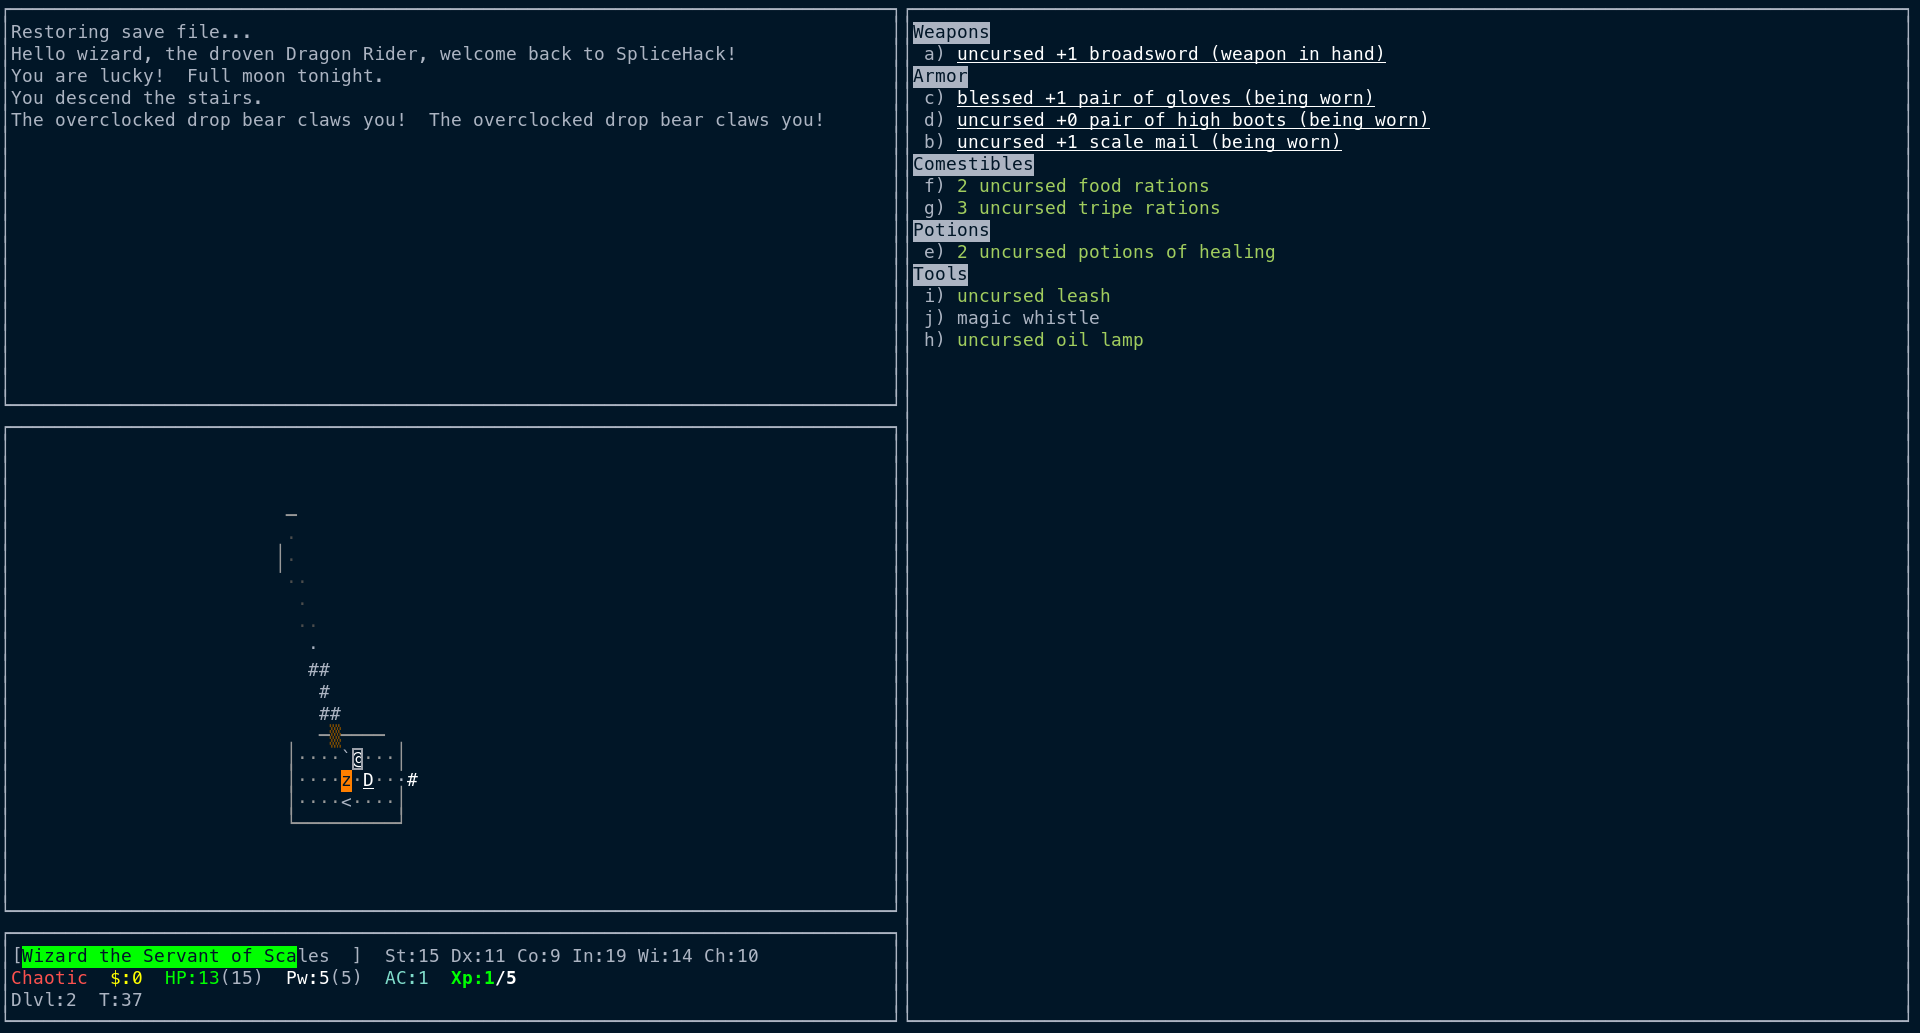 Restoring save file...
Hello wizard, the droven Dragon Rider, welcome back to SpliceHack!
You are lucky!  Full moon tonight.
You descend the stairs.
The overclocked drop bear claws you!  The overclocked drop bear claws you!
─
.
│.
..
.
..
.
##
#
##
─▒────
│....`@...│
│....z.D...#
│....<....│
└─────────┘
[Wizard the Servant of Scales  ]  St:15 Dx:11 Co:9 In:19 Wi:14 Ch:10
Chaotic  $:0  HP:13(15)  Pw:5(5)  AC:1  Xp:1/5
Dlvl:2  T:37
Weapons
a) uncursed +1 broadsword (weapon in hand)
Armor
c) blessed +1 pair of gloves (being worn)
d) uncursed +0 pair of high boots (being worn)
b) uncursed +1 scale mail (being worn)
Comestibles
f) 2 uncursed food rations
g) 3 uncursed tripe rations
Potions
e) 2 uncursed potions of healing
Tools
i) uncursed leash
j) magic whistle
h) uncursed oil lamp